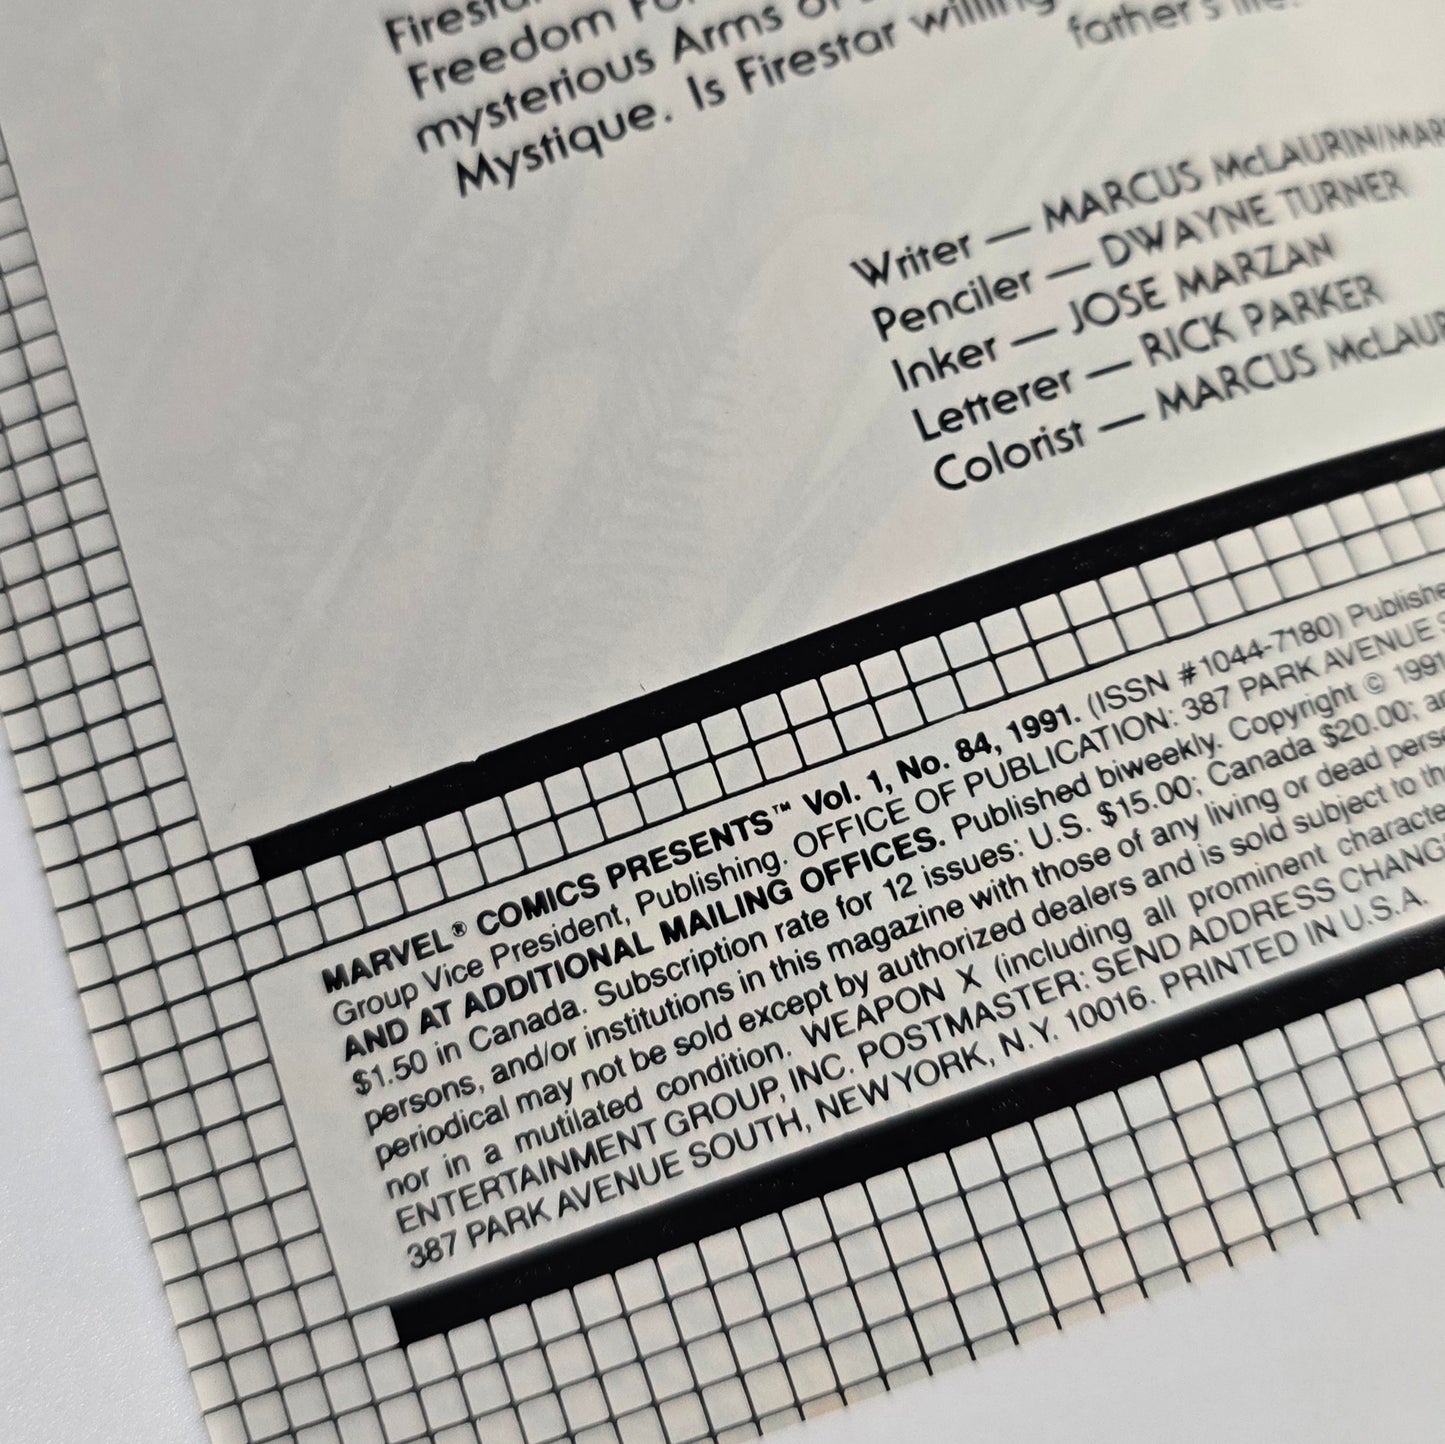 Freedom
mysterious Arms of
Mystique. Is Firestar willing
father's
Writer — MARCUS McLAURIN/MAR
Penciler — DWAYNE TURNER
Inker — JOSE MARZAN
Letterer — RICK PARKER
Colorist — MARCUS McLAUR
MARVEL® COMICS PRESENTS™ Vol. 1, No. 84, 1991. (ISSN #1044-7180) Publishe
Group Vice President, Publishing. OFFICE OF PUBLICATION: 387 PARK AVENUE S
AND AT ADDITIONAL MAILING OFFICES. Published biweekly. Copyright © 1991
$1.50 in Canada. Subscription rate for 12 issues: U.S. $15.00; Canada $20.00; a
persons, and/or institutions in this magazine with those of any living or dead perso
periodical may not be sold except by authorized dealers and is sold subject to th
nor in a mutilated condition. WEAPON X (including all prominent characte
ENTERTAINMENT GROUP, INC. POSTMASTER: SEND ADDRESS CHANG
387 PARK AVENUE SOUTH, NEW YORK, N.Y. 10016. PRINTED IN U.S.A.